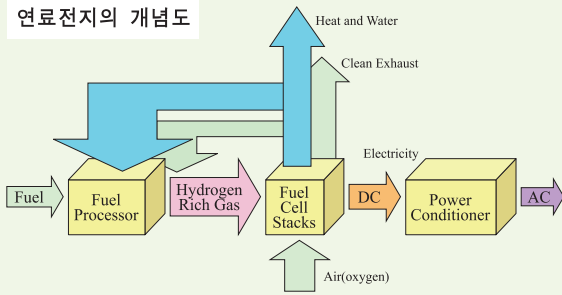 연료전지의 개념도
Heat and Water
Clean Exhaust
Electricity
Fuel
Fuel
Processor
Hydrogen
Rich Gas
Fuel
Cell
Stacks
DC
Power
Conditioner
AC
Air(oxygen)